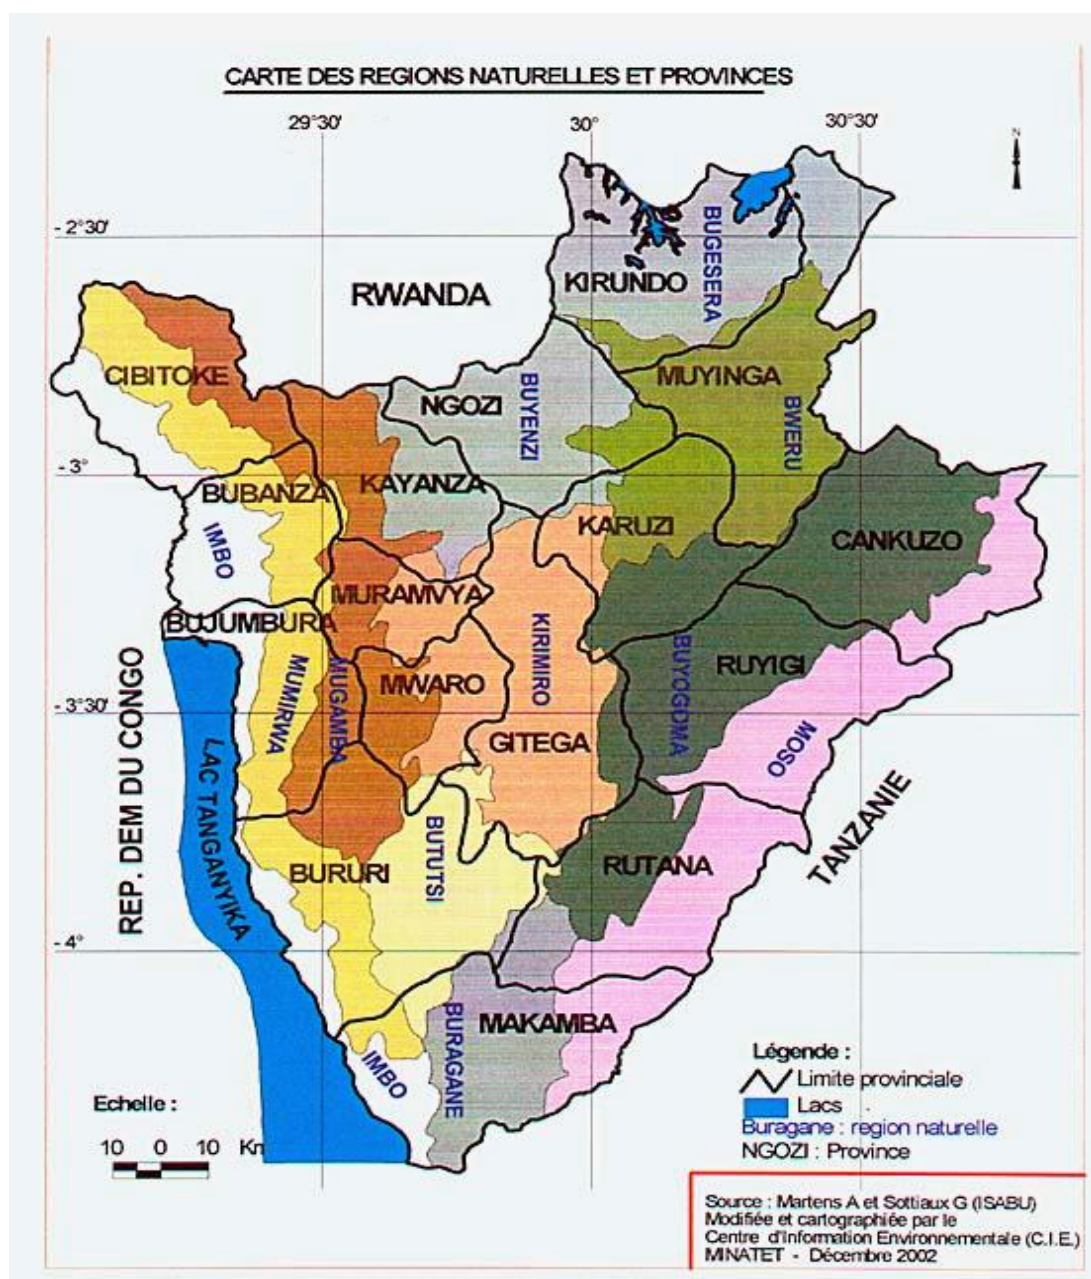 CARTE DES REGIONS NATURELLES ET PROVINCES
29°30'
30°
30°30'
N
- 2°30'
BUGESERA
KIRUNDO
RWANDA
CIBITOKE
MUYINGA
NGOZI
BUYENZI
BWERU
- 3°
BUBANZA
KAYANZA
KARUZI
CANKUZO
IMBO
MURAMVYA
BUJUMBURA
KIRIMIRO
BUYOGOMA
RUYIGI
MUMIRWA
MUGAMBA
MWARO
- 3°30'
GITEGA
MOSO
REP. DEM DU CONGO
LAC TANGANYIKA
TANZANIE
BUTUTSI
BURURI
RUTANA
- 4°
MAKAMBA
BURAGANE
IMBO
Légende :
Limite provinciale
Lacs .
Buragane : region naturelle
NGOZI : Province
Echelle :
10 0 10 Km
Source : Martens A et Sottiaux G (ISABU)
Modifiée et cartographiée par le
Centre d'Information Environnementale (C.I.E.)
MINATET - Décembre 2002